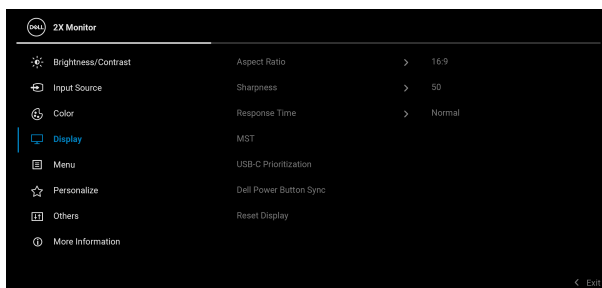 DELL 2X Monitor
Brightness/Contrast Aspect Ratio 16:9
Input Source Sharpness 50
Color Response Time Normal
Display MST
Menu USB-C Prioritization
Personalize Dell Power Button Sync
Others Reset Display
More Information
Exit